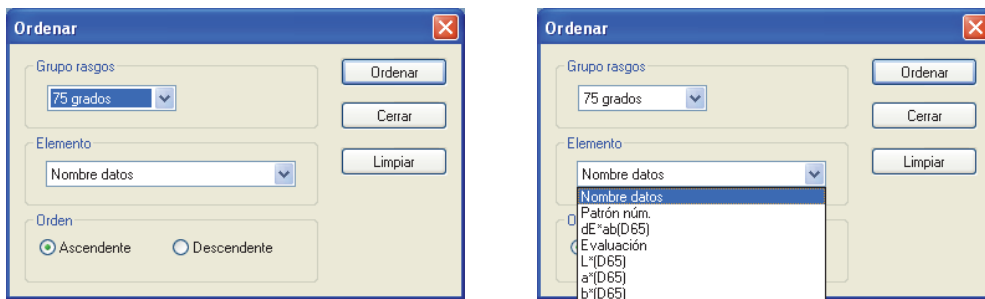 Ordenar
Grupo rasgos
75 grados
Ordenar
Cerrar
Elemento
Limpiar
Nombre datos
Orden
Ascendente Descendente
Ordenar
Grupo rasgos
75 grados
Ordenar
Cerrar
Elemento
Limpiar
Nombre datos
Nombre datos
Patrón núm.
dE*ab(D65)
Evaluación
L*(D65)
a*(D65)
b*(D65)
O